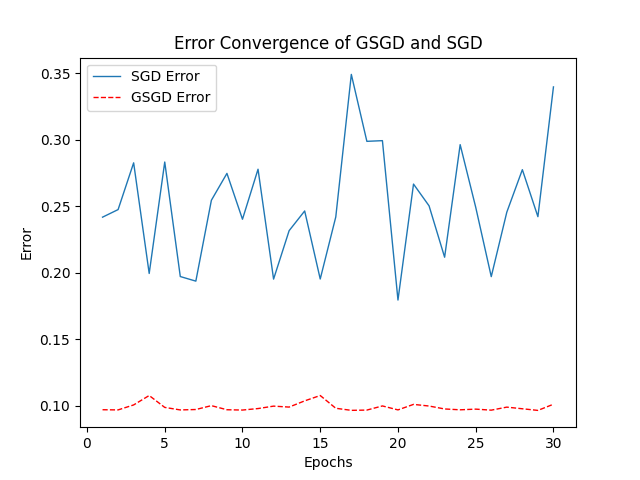 Error Convergence of GSGD and SGD
SGD Error
GSGD Error
Error
0.35
0.30
0.25
0.20
0.15
0.10
0 5 10 15 20 25 30
Epochs